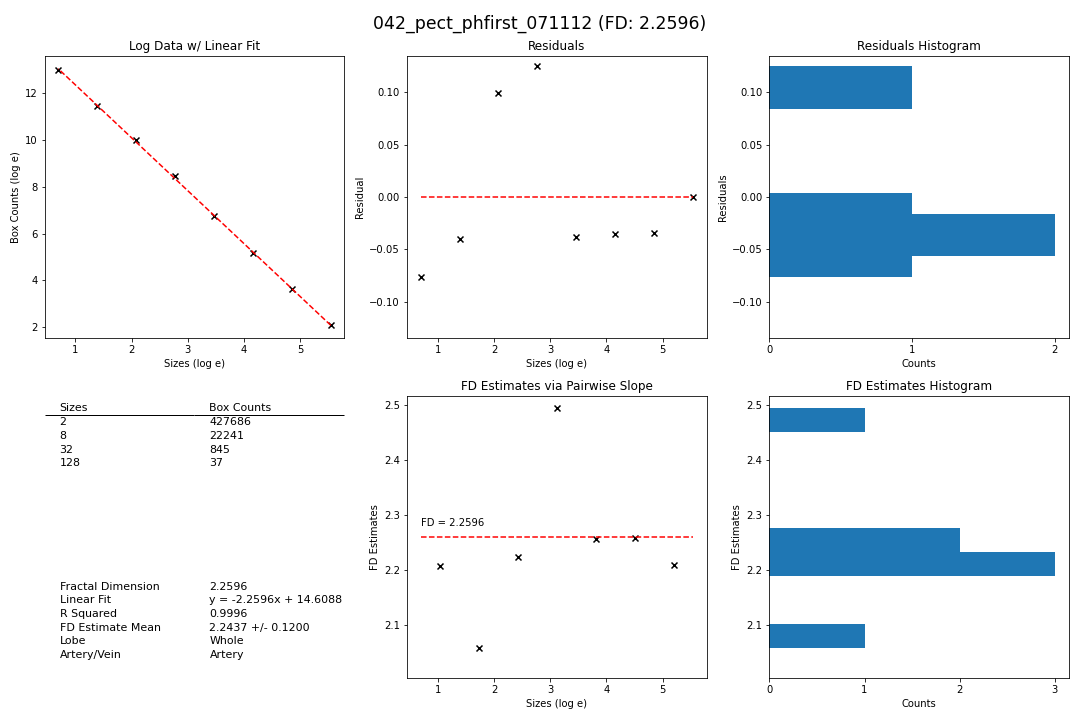 042_pect_phfirst_071112 (FD: 2.2596)
Log Data w/ Linear Fit
12
10
8
6
4
2
Box Counts (log e)
1 2 3 4 5
Sizes (log e)
Residuals
0.10
0.05
0.00
−0.05
−0.10
Residual
1 2 3 4 5
Sizes (log e)
Residuals Histogram
0.10
0.05
0.00
−0.05
−0.10
Residuals
0 1 2
Counts
Sizes Box Counts
2 427686
8 22241
32 845
128 37
Fractal Dimension 2.2596
Linear Fit y = -2.2596x + 14.6088
R Squared 0.9996
FD Estimate Mean 2.2437 +/- 0.1200
Lobe Whole
Artery/Vein Artery
FD Estimates via Pairwise Slope
2.5
2.4
2.3
2.2
2.1
FD Estimates
FD = 2.2596
1 2 3 4 5
Sizes (log e)
FD Estimates Histogram
2.5
2.4
2.3
2.2
2.1
FD Estimates
0 1 2 3
Counts